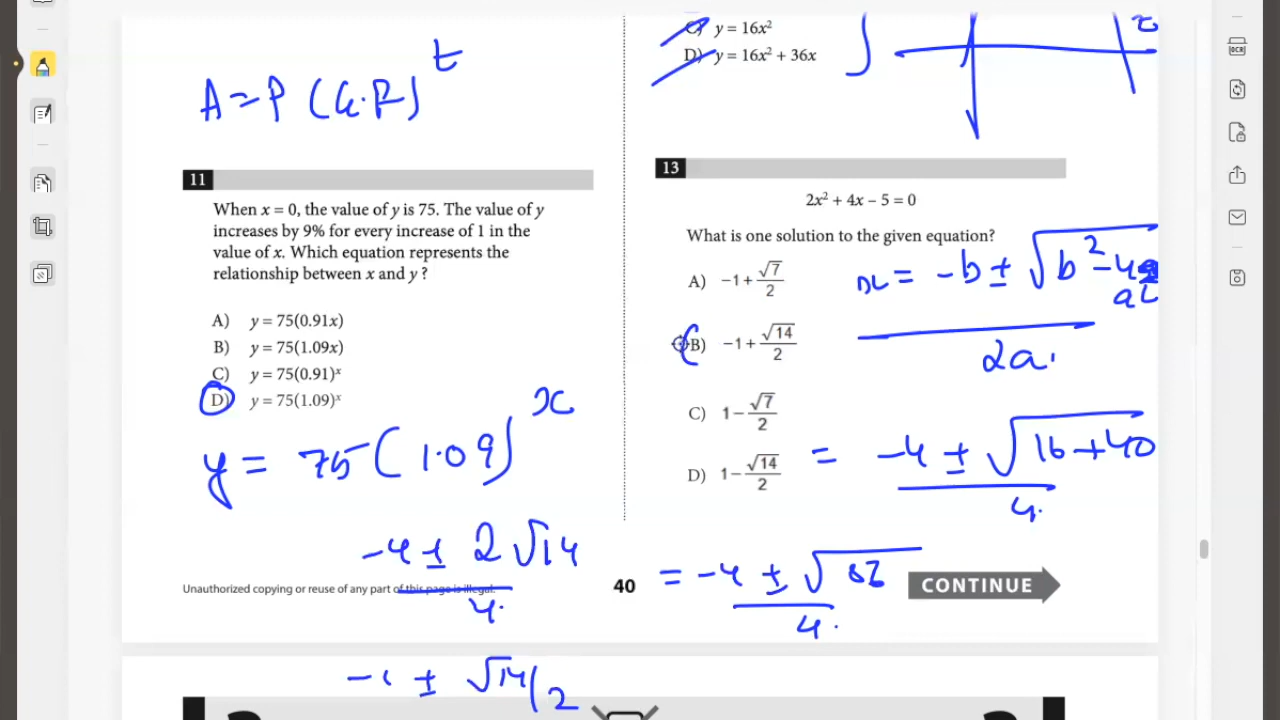 A = P (G.R)^t
11
When x = 0, the value of y is 75. The value of y
increases by 9% for every increase of 1 in the
value of x. Which equation represents the
relationship between x and y ?
A) y = 75(0.91x)
B) y = 75(1.09x)
C) y = 75(0.91)ˣ
D) y = 75(1.09)ˣ
y = 75 (1.09)^x
-4 ± 2√14
4.
Unauthorized copying or reuse of any part of this page is illegal.
-1 ± √14/2
C) y = 16x²
D) y = 16x² + 36x
13
2x² + 4x – 5 = 0
What is one solution to the given equation?
A) −1 + √7/2
B) −1 + √14/2
C) 1 − √7/2
D) 1 − √14/2
x = -b ± √b² - 4
ac
2a.
= -4 ± √16+40
4.
= -4 ± √56
4.
40
CONTINUE
OCR